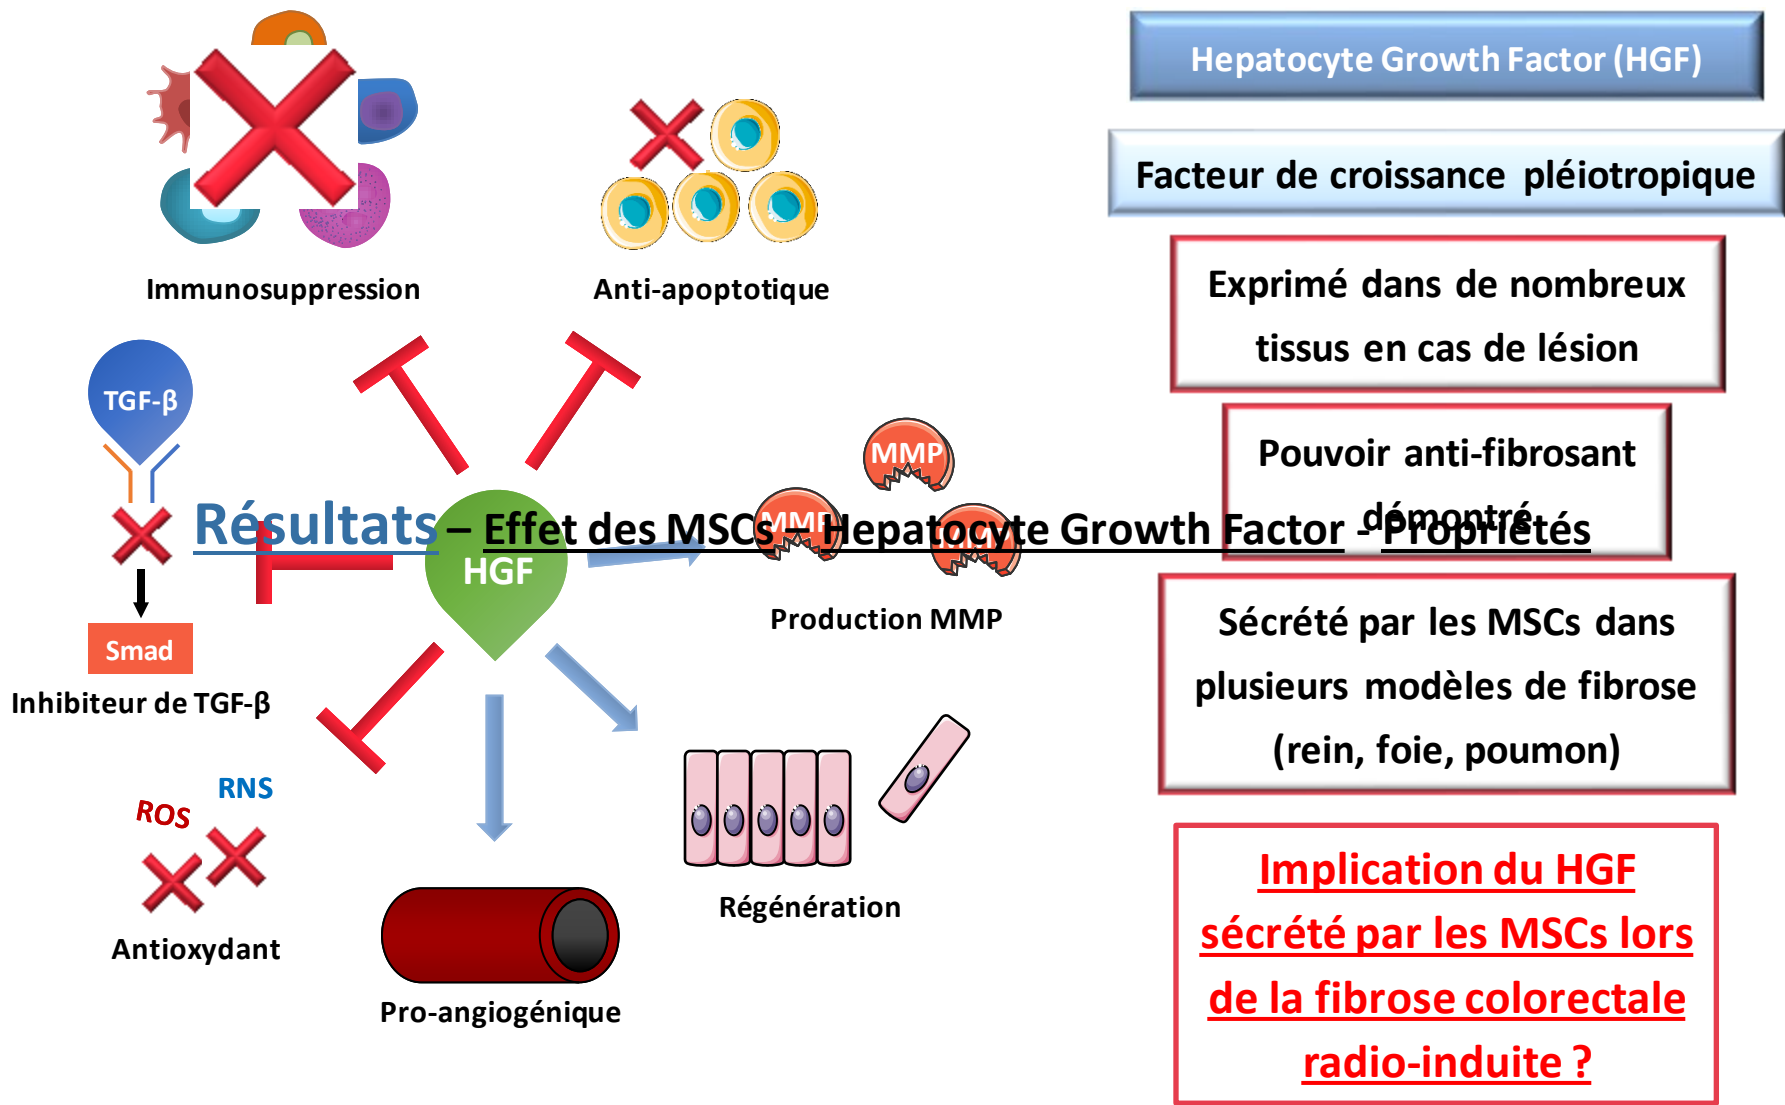 Résultats – Effet des MSCs – Hepatocyte Growth Factor - Propriétés
Immunosuppression
Anti-apoptotique
TGF-β
Smad
Inhibiteur de TGF-β
HGF
MMP
MMP
MMP
Production MMP
RNS
ROS
Antioxydant
Pro-angiogénique
Régénération
Hepatocyte Growth Factor (HGF)
Facteur de croissance pléiotropique
Exprimé dans de nombreux
tissus en cas de lésion
Pouvoir anti-fibrosant
démontré
Sécrété par les MSCs dans
plusieurs modèles de fibrose
(rein, foie, poumon)
Implication du HGF
sécrété par les MSCs lors
de la fibrose colorectale
radio-induite ?